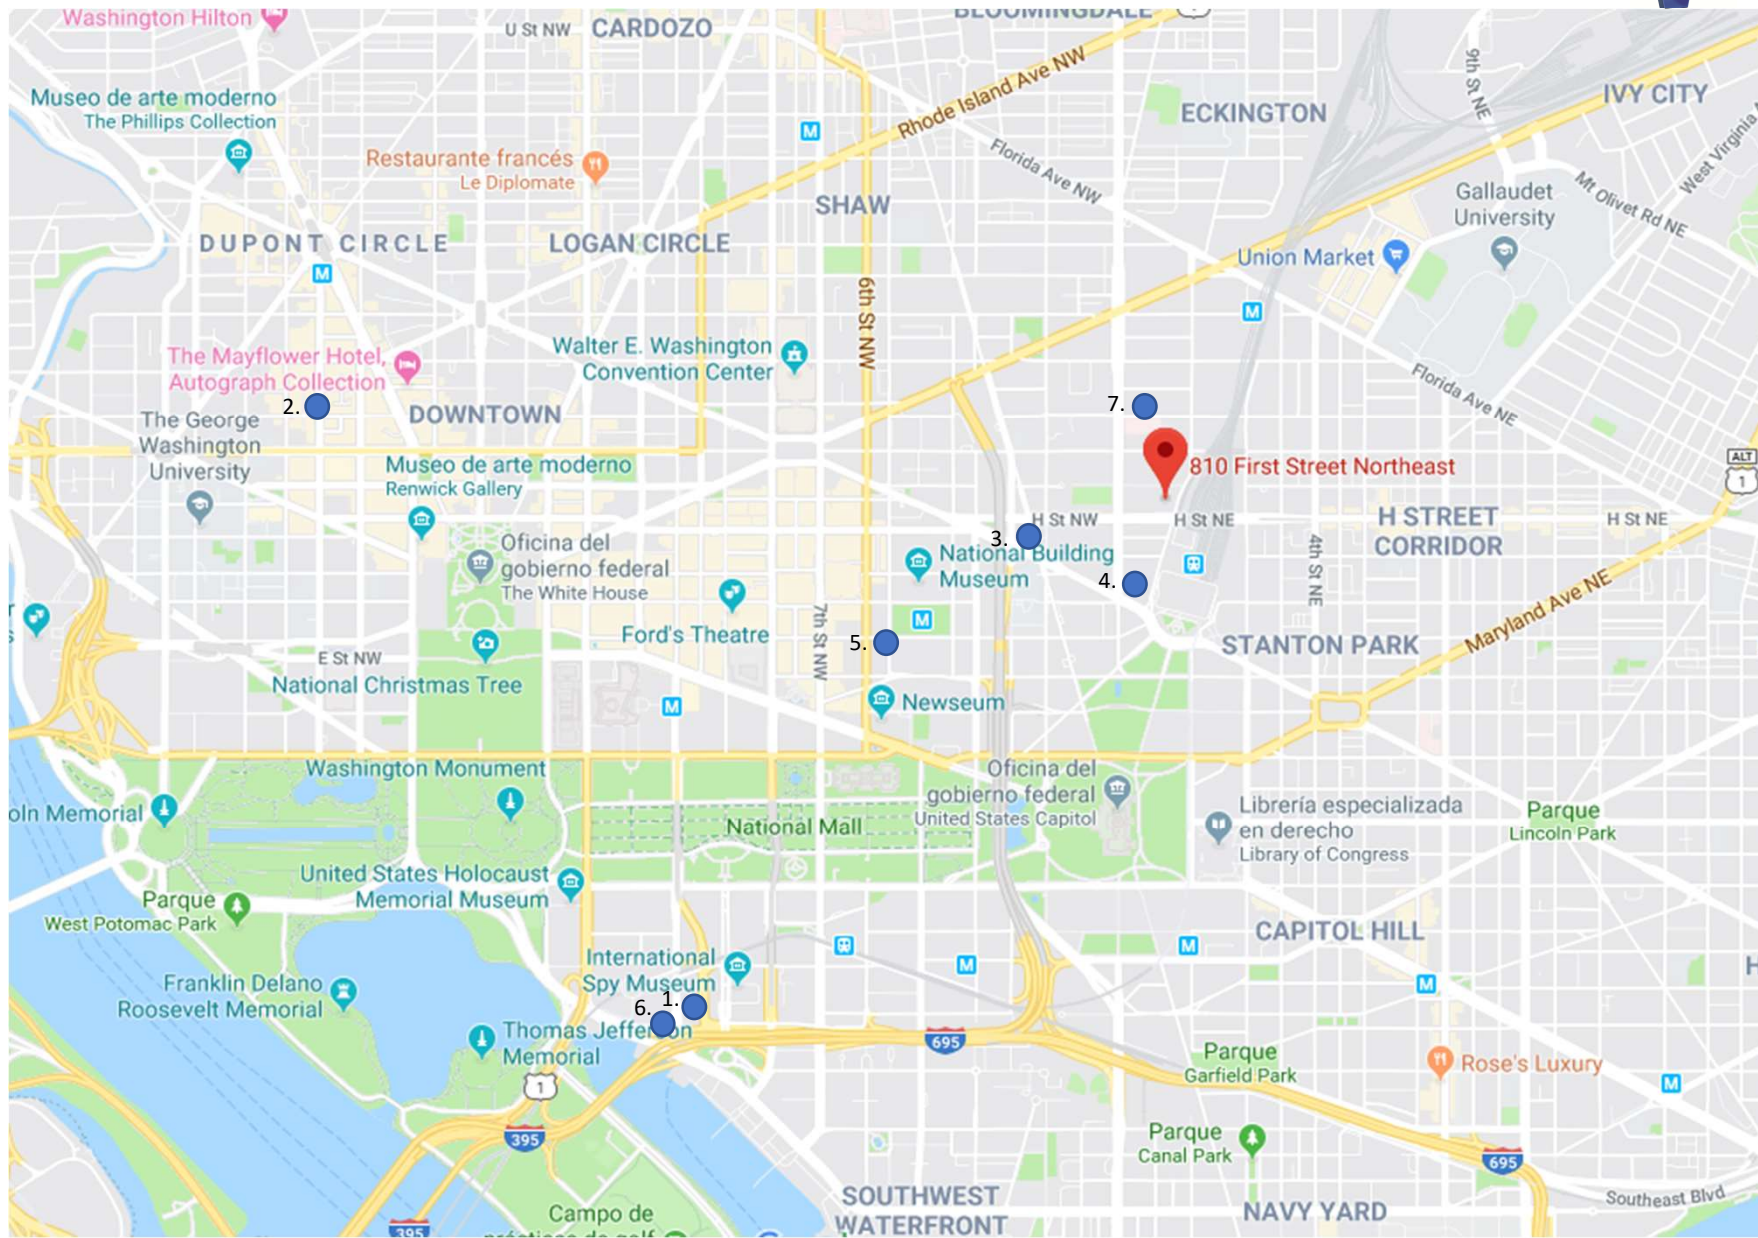 Washington Hilton
U St NW
CARDOZO
BLOOMINGDALE
9th St NE
IVY CITY
Museo de arte moderno
The Phillips Collection
Rhode Island Ave NW
ECKINGTON
M
Restaurante francés
Le Diplomate
Florida Ave NW
West Virginia
SHAW
Gallaudet
University
Mt Olivet Rd NE
DUPONT CIRCLE
LOGAN CIRCLE
M
Union Market
6th St NW
M
The Mayflower Hotel,
Autograph Collection
Walter E. Washington
Convention Center
Florida Ave NE
2.
DOWNTOWN
7.
The George
Washington
University
Museo de arte moderno
Renwick Gallery
810 First Street Northeast
ALT
1
H St NW
H St NE
H STREET
CORRIDOR
H St NE
3.
National Building
Museum
Oficina del
gobierno federal
The White House
4.
4th St NE
Maryland Ave NE
Ford's Theatre
7th St NW
M
5.
STANTON PARK
E St NW
National Christmas Tree
M
Newseum
Washington Monument
oln Memorial
National Mall
Oficina del
gobierno federal
United States Capitol
Librería especializada
en derecho
Library of Congress
Parque
Lincoln Park
United States Holocaust
Memorial Museum
Parque
West Potomac Park
CAPITOL HILL
M
M
M
International
Spy Museum
Franklin Delano
Roosevelt Memorial
6.
1.
Thomas Jeffer on
Memorial
695
1
395
Parque
Garfield Park
Rose's Luxury
M
Parque
Canal Park
695
SOUTHWEST
WATERFRONT
NAVY YARD
Southeast Blvd
Campo de
395